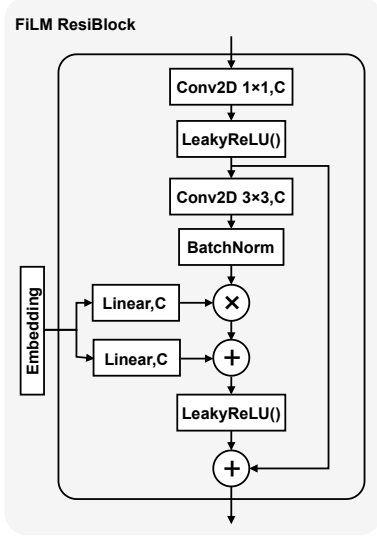 FiLM ResiBlock
Conv2D 1×1,C
LeakyReLU()
Conv2D 3×3,C
BatchNorm
Embedding
Linear,C
×
Linear,C
+
LeakyReLU()
+